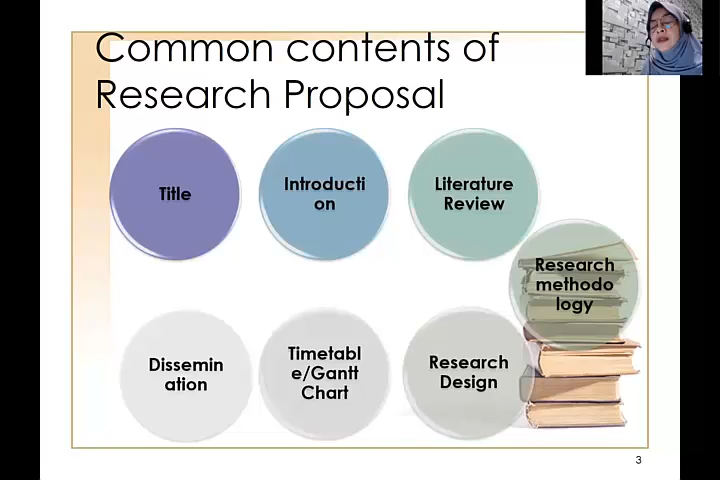 Common contents of
Research Proposal
Title
Introducti
on
Literature
Review
Research
methodo
logy
Research
Design
Timetabl
e/Gantt
Chart
Dissemin
ation
3